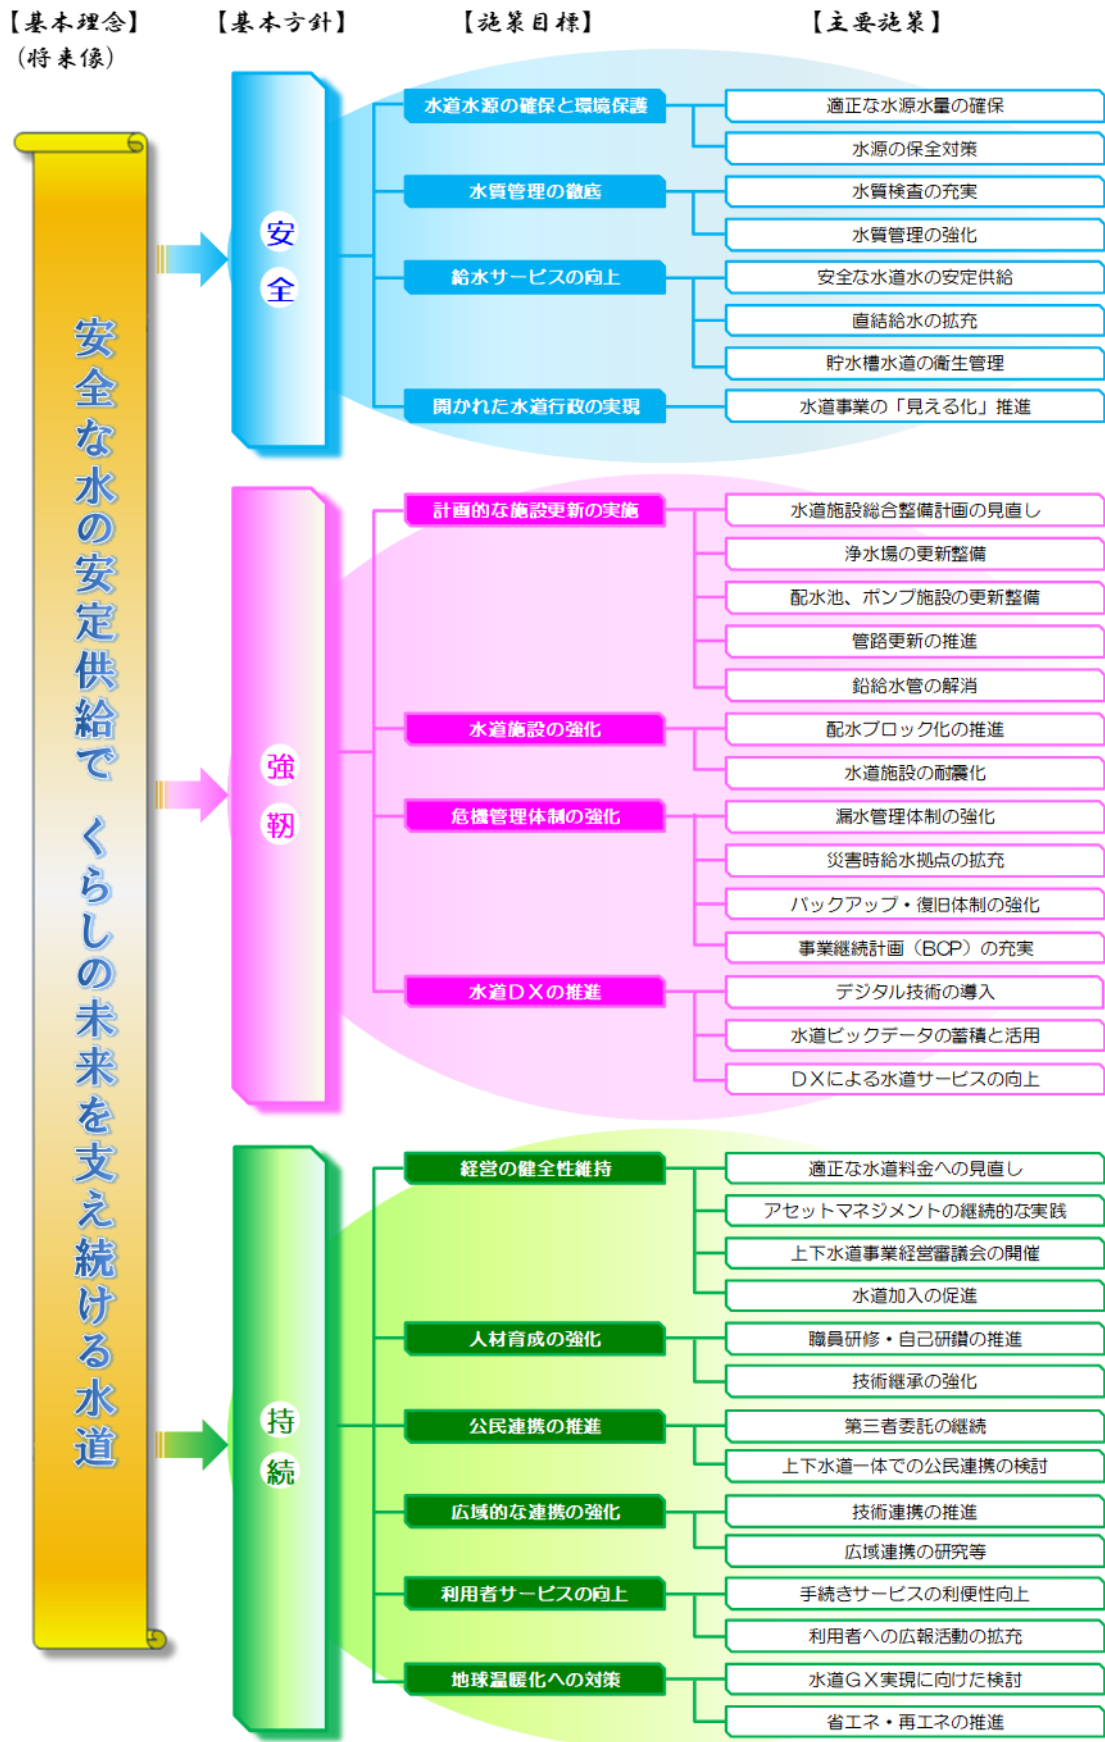 【基本理念】
(将来像)
【基本方針】
【施策目標】
【主要施策】
安全な水の安定供給で くらしの未来を支え続ける水道
安全
水道水源の確保と環境保護
適正な水源水量の確保
水源の保全対策
水質管理の徹底
水質検査の充実
水質管理の強化
給水サービスの向上
安全な水道水の安定供給
直結給水の拡充
貯水槽水道の衛生管理
開かれた水道行政の実現
水道事業の「見える化」推進
強靭
計画的な施設更新の実施
水道施設総合整備計画の見直し
浄水場の更新整備
配水池、ポンプ施設の更新整備
管路更新の推進
鉛給水管の解消
水道施設の強化
配水ブロック化の推進
水道施設の耐震化
危機管理体制の強化
漏水管理体制の強化
災害時給水拠点の拡充
バックアップ・復旧体制の強化
事業継続計画（BCP）の充実
水道ＤＸの推進
デジタル技術の導入
水道ビックデータの蓄積と活用
ＤＸによる水道サービスの向上
持続
経営の健全性維持
適正な水道料金への見直し
アセットマネジメントの継続的な実践
上下水道事業経営審議会の開催
水道加入の促進
人材育成の強化
職員研修・自己研鑽の推進
技術継承の強化
公民連携の推進
第三者委託の継続
上下水道一体での公民連携の検討
広域的な連携の強化
技術連携の推進
広域連携の研究等
利用者サービスの向上
手続きサービスの利便性向上
利用者への広報活動の拡充
地球温暖化への対策
水道ＧＸ実現に向けた検討
省エネ・再エネの推進